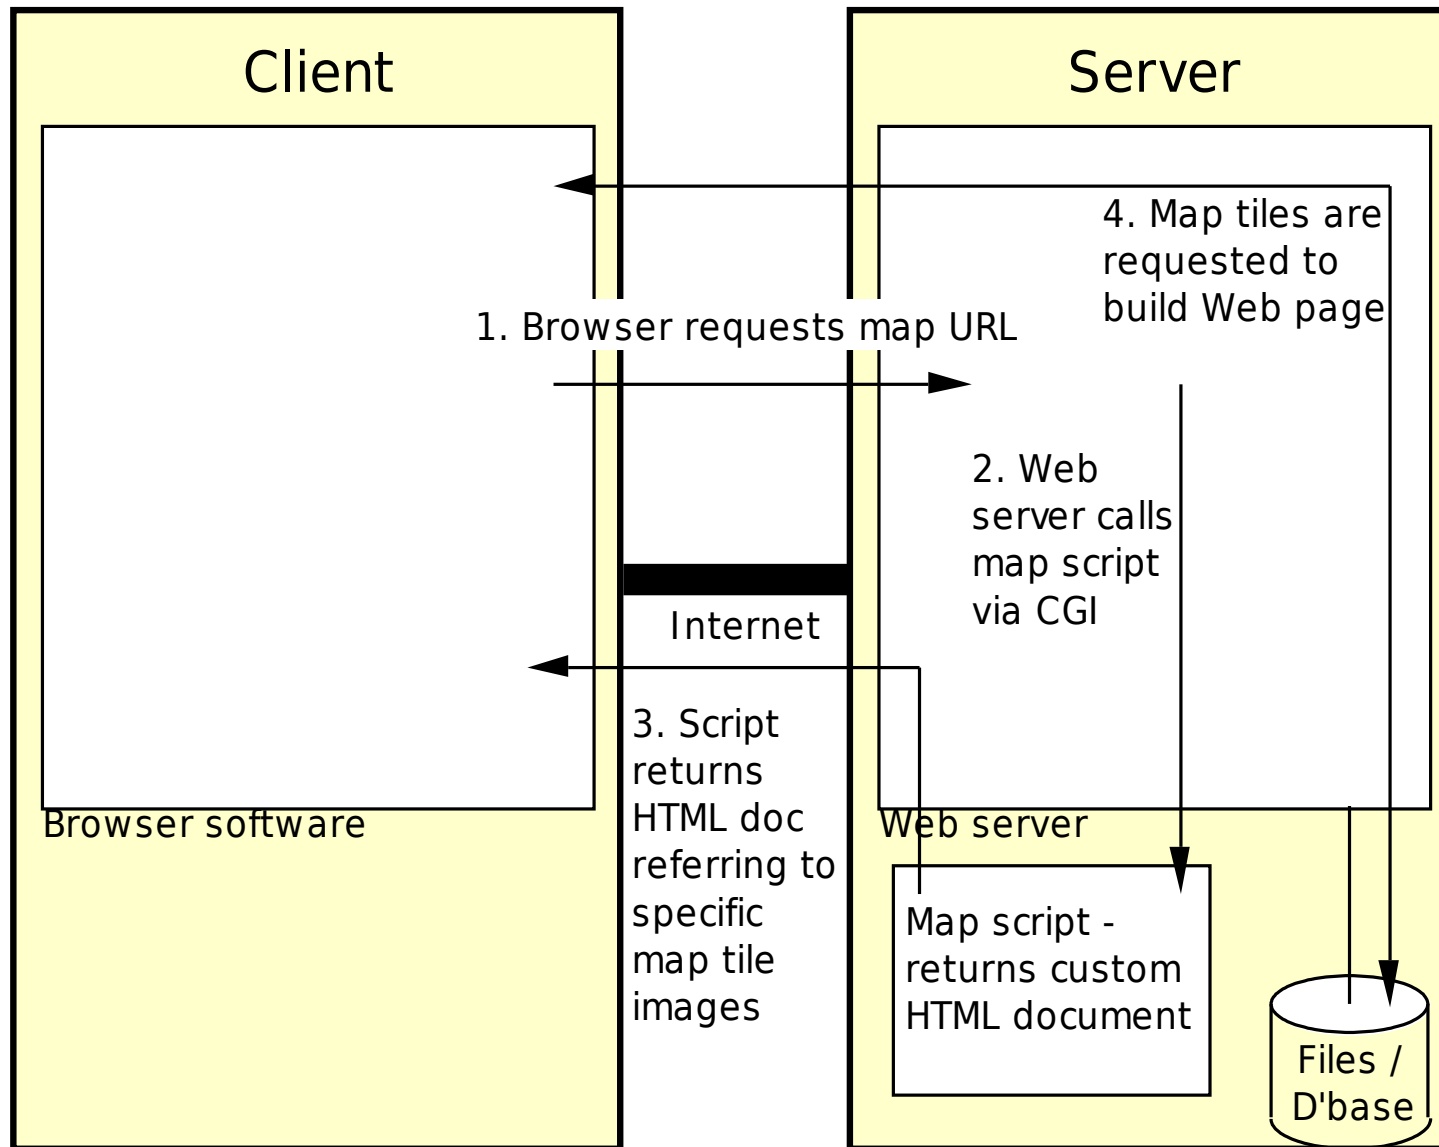 Client
Server
4. Map tiles are
requested to
build Web page
1. Browser requests map URL
2. Web
server calls
map script
via CGI
Internet
3. Script
returns
HTML doc
referring to
specific
map tile
images
Browser software
Web server
Map script -
returns custom
HTML document
Files /
D'base